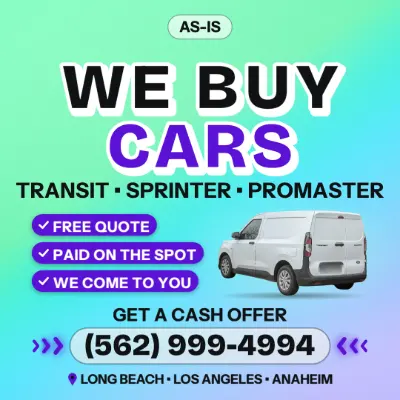 AS-IS
WE BUY
CARS
TRANSIT • SPRINTER • PROMASTER
FREE QUOTE
PAID ON THE SPOT
WE COME TO YOU
GET A CASH OFFER
(562) 999-4994
LONG BEACH • LOS ANGELES • ANAHEIM